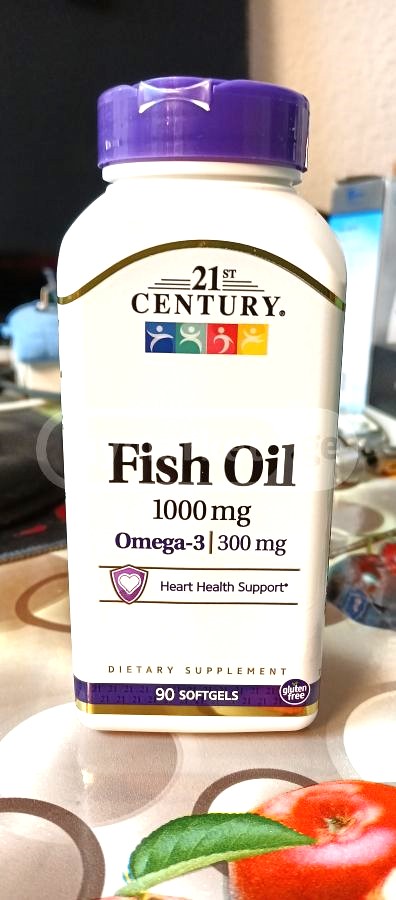 21ST
CENTURY®
Fish Oil
1000 mg
Omega-3 | 300 mg
Heart Health Support*
DIETARY SUPPLEMENT
90 SOFTGELS
gluten
free